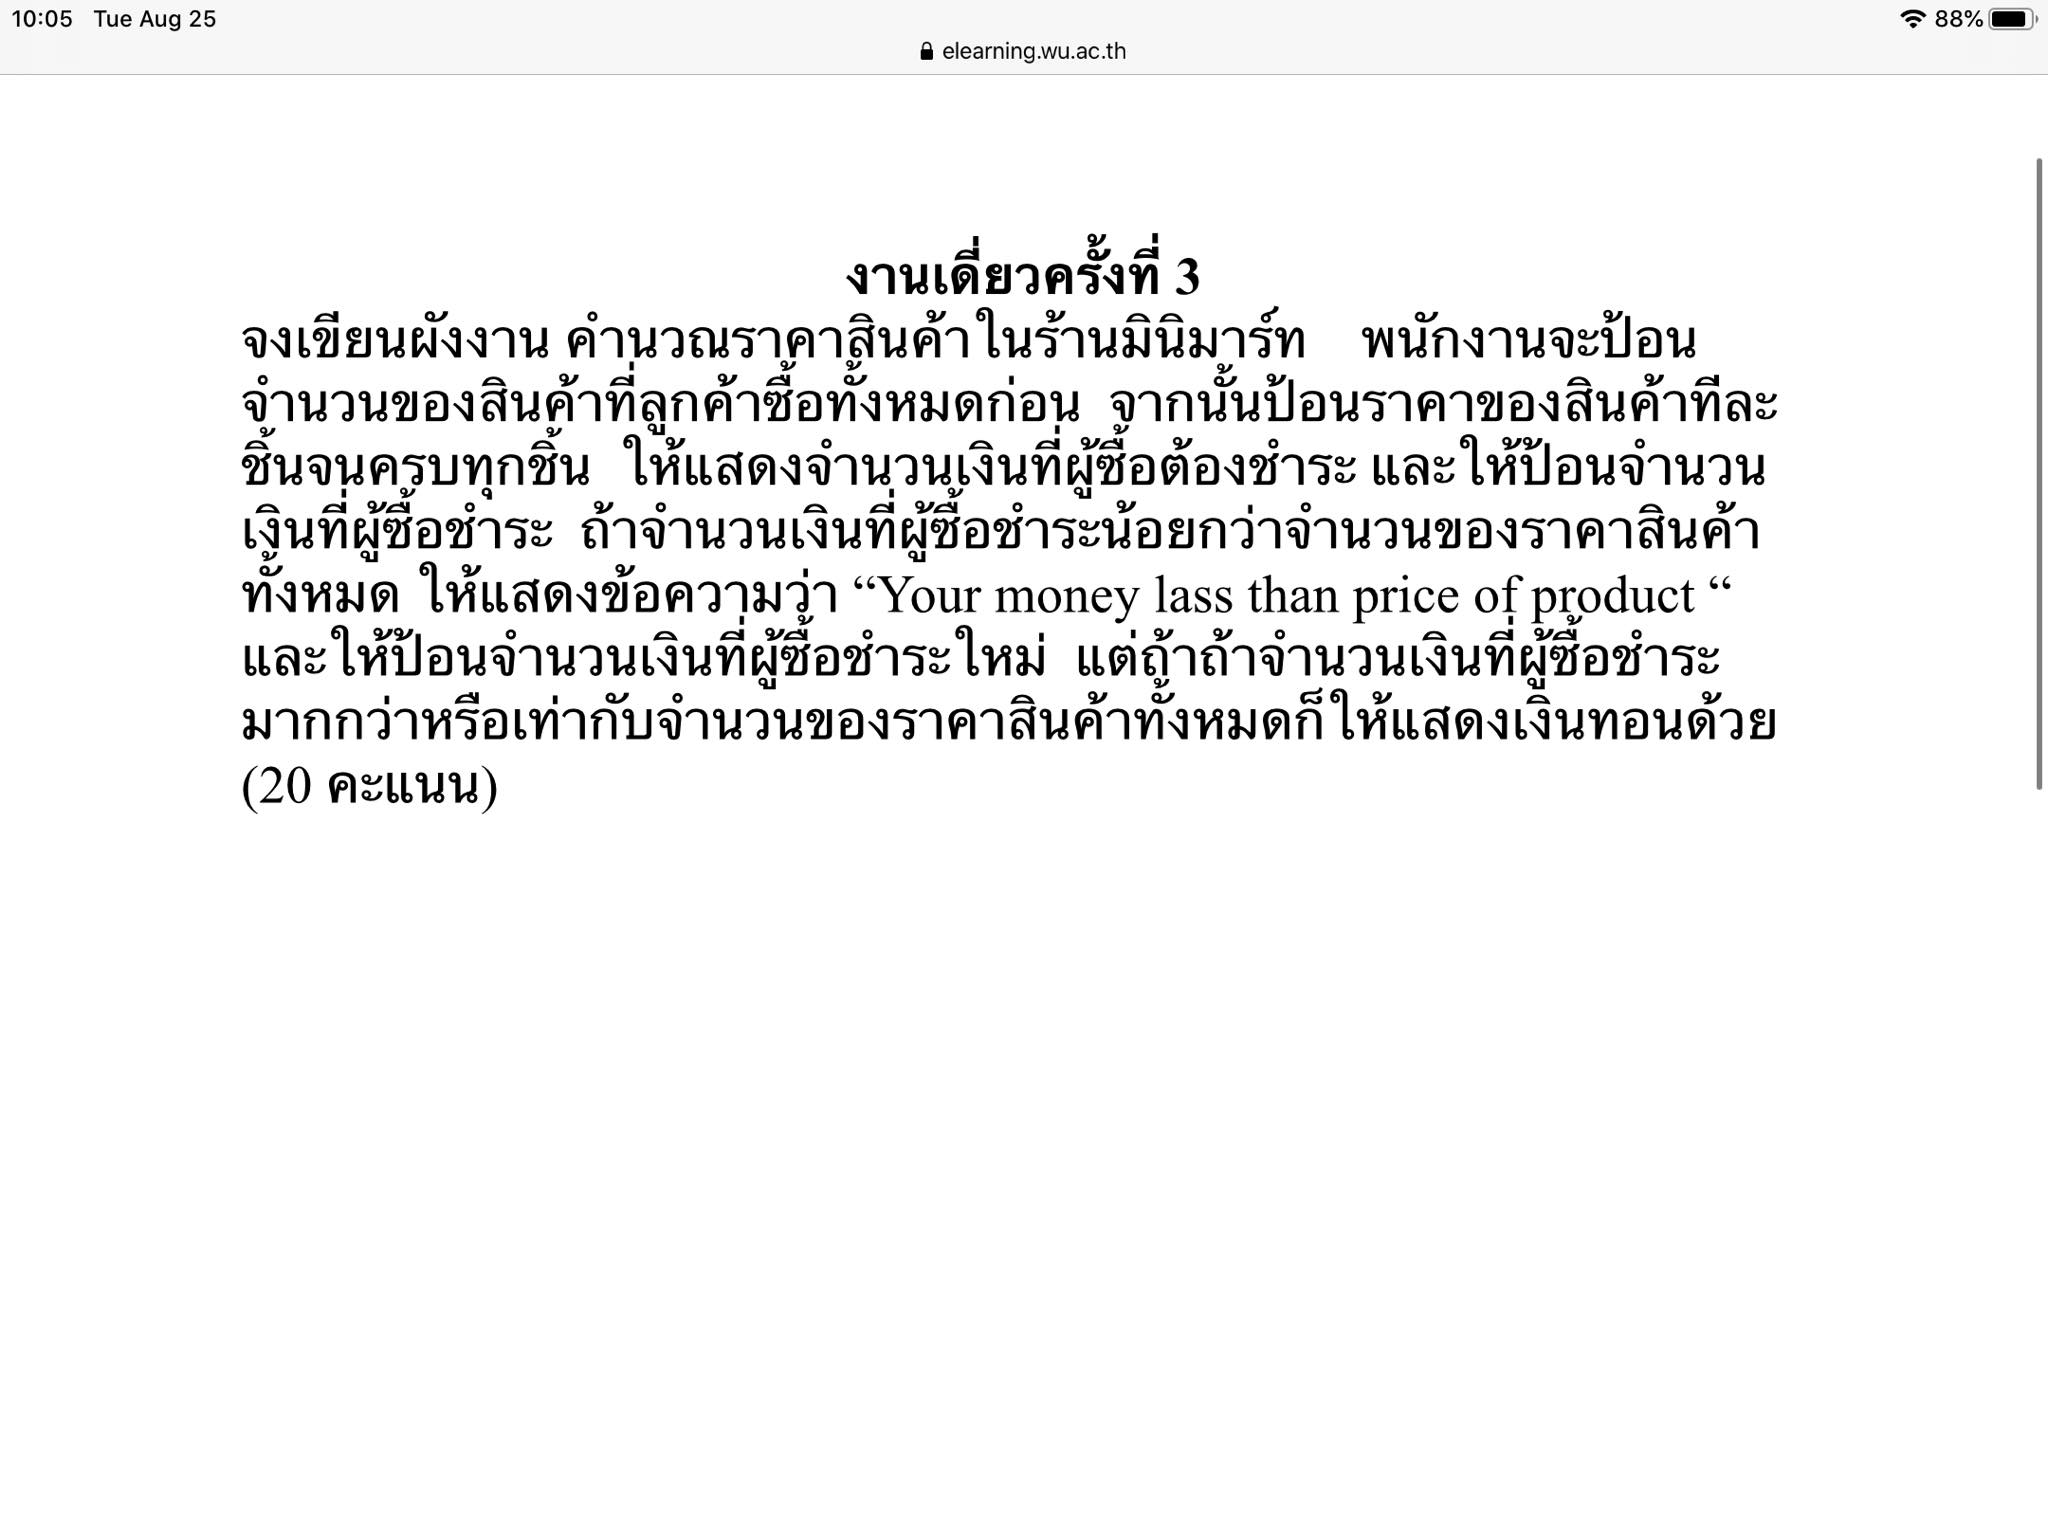 10:05 Tue Aug 25
88%
elearning.wu.ac.th
งานเดี่ยวครั้งที่ 3
จงเขียนผังงาน คำนวณราคาสินค้าในร้านมินิมาร์ท พนักงานจะป้อน
จำนวนของสินค้าที่ลูกค้าซื้อทั้งหมดก่อน จากนั้นป้อนราคาของสินค้าทีละ
ชิ้นจนครบทุกชิ้น ให้แสดงจำนวนเงินที่ผู้ซื้อต้องชำระ และให้ป้อนจำนวน
เงินที่ผู้ซื้อชำระ ถ้าจำนวนเงินที่ผู้ซื้อชำระน้อยกว่าจำนวนของราคาสินค้า
ทั้งหมด ให้แสดงข้อความว่า “Your money lass than price of product “
และให้ป้อนจำนวนเงินที่ผู้ซื้อชำระใหม่ แต่ถ้าถ้าจำนวนเงินที่ผู้ซื้อชำระ
มากกว่าหรือเท่ากับจำนวนของราคาสินค้าทั้งหมดก็ให้แสดงเงินทอนด้วย
(20 คะแนน)